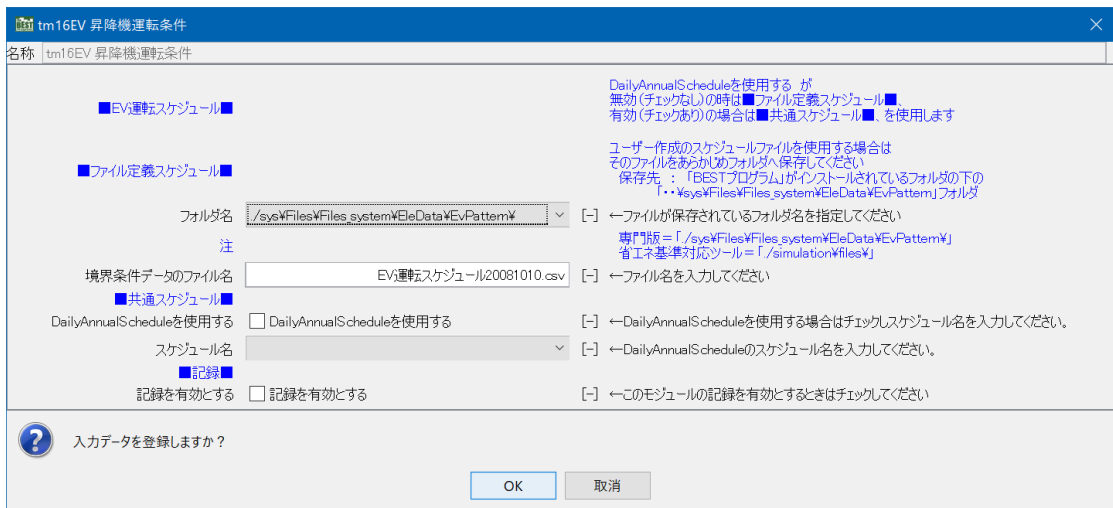 BEST tm16EV 昇降機運転条件
名称 tm16EV 昇降機運転条件
■EV運転スケジュール■
DailyAnnualScheduleを使用する が
無効(チェックなし)の時は■ファイル定義スケジュール■、
有効(チェックあり)の場合は■共通スケジュール■、を使用します
■ファイル定義スケジュール■
ユーザー作成のスケジュールファイルを使用する場合は
そのファイルをあらかじめフォルダへ保存してください
保存先 : 「BESTプログラム」がインストールされているフォルダの下の
「・・¥sys¥Files¥Files_system¥EleData¥EvPattern」フォルダ
フォルダ名 ./sys¥Files¥Files_system¥EleData¥EvPattern¥ [-] ←ファイルが保存されているフォルダ名を指定してください
注 専門版=「./sys¥Files¥Files_system¥EleData¥EvPattern¥」
省エネ基準対応ツール=「./simulation¥files¥」
境界条件データのファイル名 EV運転スケジュール20081010.csv [-] ←ファイル名を入力してください
■共通スケジュール■
DailyAnnualScheduleを使用する DailyAnnualScheduleを使用する [-] ←DailyAnnualScheduleを使用する場合はチェックしスケジュール名を入力してください。
スケジュール名 [-] ←DailyAnnualScheduleのスケジュール名を入力してください。
■記録■
記録を有効とする 記録を有効とする [-] ←このモジュールの記録を有効とするときはチェックしてください
入力データを登録しますか?
OK 取消